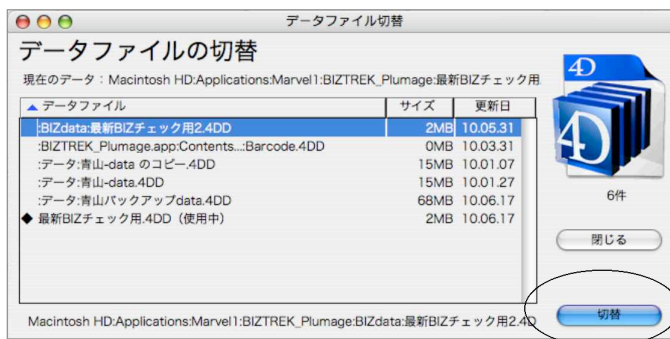 データファイル切替
データファイルの切替
現在のデータ：Macintosh HD:Applications:Marvel1:BIZTREK_Plumage:最新BIZチェック用
データファイル サイズ 更新日
:BIZdata:最新BIZチェック用2.4DD 2MB 10.05.31
:BIZTREK_Plumage.app:Contents...:Barcode.4DD 0MB 10.03.31
:データ:青山-data のコピー.4DD 15MB 10.01.07
:データ:青山-data.4DD 15MB 10.01.27
:データ:青山バックアップdata.4DD 68MB 10.06.17
◆ 最新BIZチェック用.4DD（使用中） 2MB 10.06.17
4D
4D
6件
閉じる
切替
Macintosh HD:Applications:Marvel1:BIZTREK_Plumage:BIZdata:最新BIZチェック用2.4D